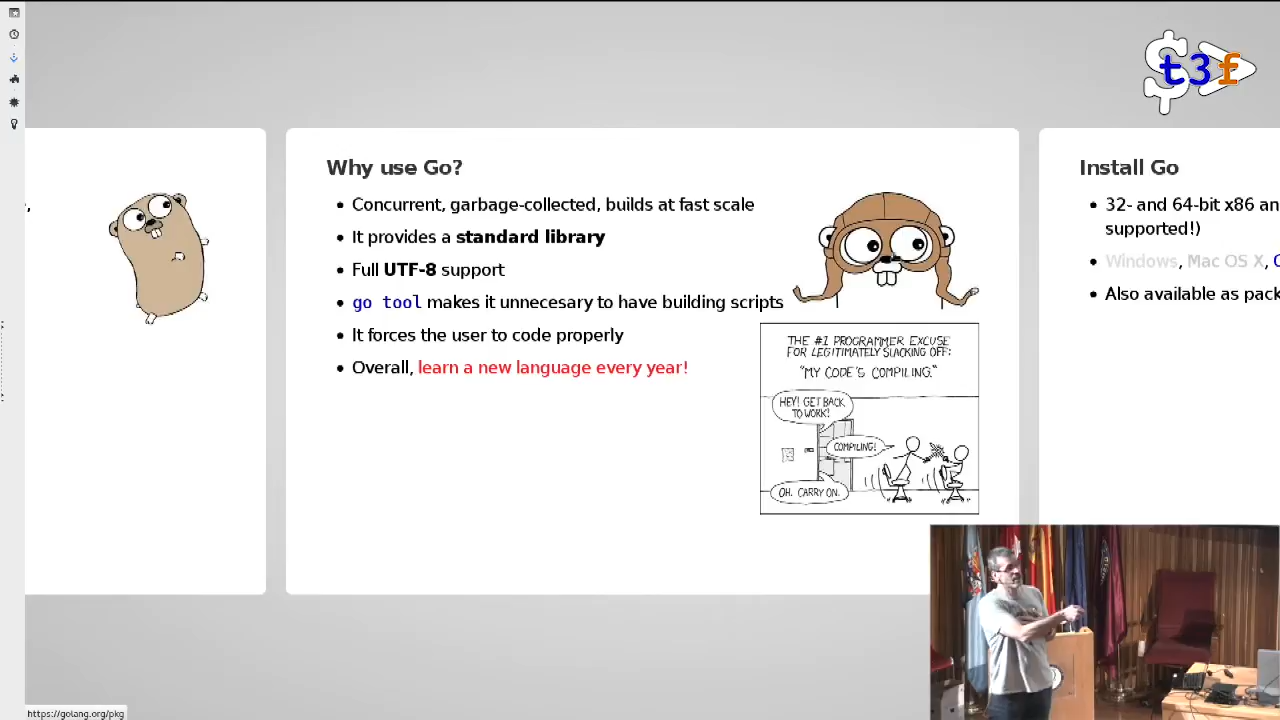 $t3f
Why use Go?
Concurrent, garbage-collected, builds at fast scale
It provides a standard library
Full UTF-8 support
go tool makes it unnecesary to have building scripts
It forces the user to code properly
Overall, learn a new language every year!
THE #1 PROGRAMMER EXCUSE
FOR LEGITIMATELY SLACKING OFF:
"MY CODE'S COMPILING."
HEY! GET BACK
TO WORK!
COMPILING!
OH. CARRY ON.
Install Go
32- and 64-bit x86 an
supported!)
Windows, Mac OS X,
Also available as pack
https://golang.org/pkg